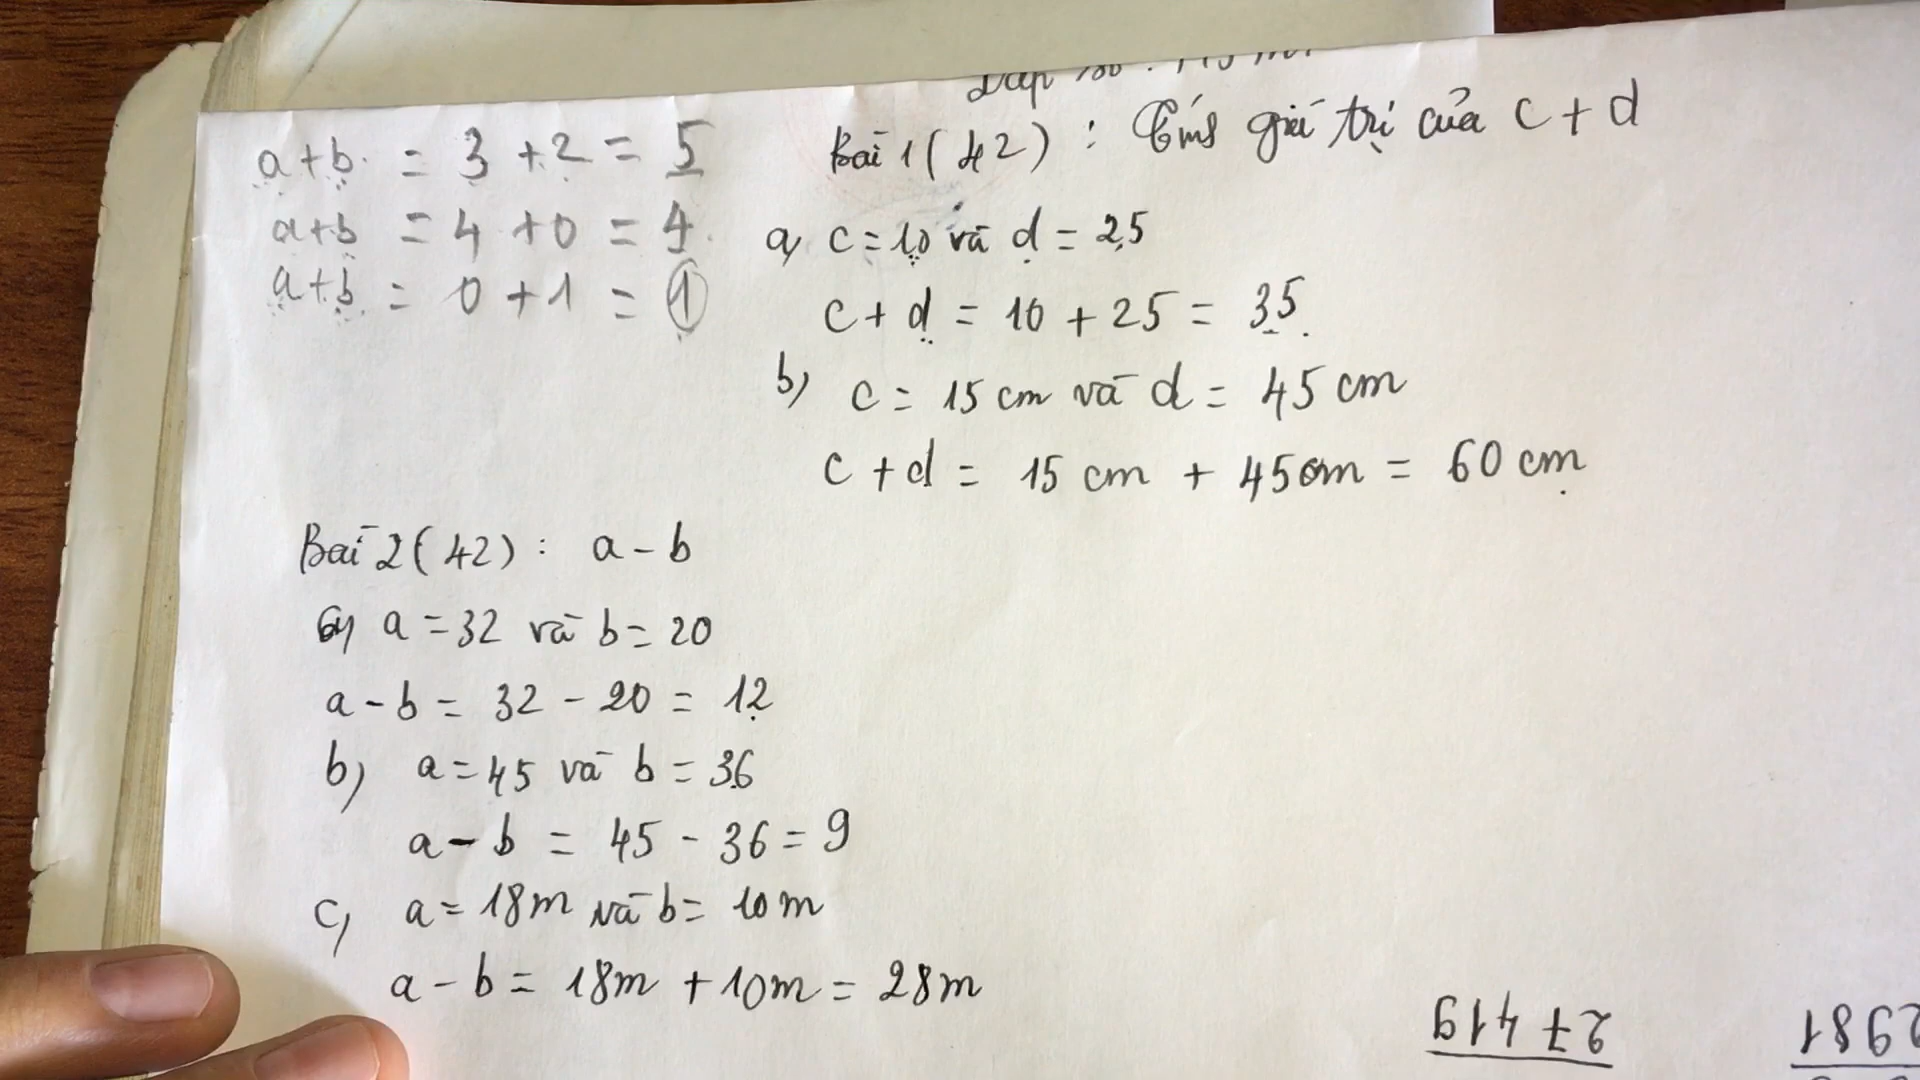 a+b = 3 + 2 = 5
a+b = 4 + 0 = 4
a+b = 0 + 1 = 1
Bài 1 (42) : giá trị của c + d
a, c = 10 và d = 25
c + d = 10 + 25 = 35
b) c = 15 cm và d = 45 cm
c + d = 15 cm + 45 cm = 60 cm
Bài 2 (42) : a - b
a) a = 32 và b = 20
a - b = 32 - 20 = 12
b) a = 45 và b = 36
a - b = 45 - 36 = 9
c, a = 18m và b = 10m
a - b = 18m + 10m = 28m
27 419